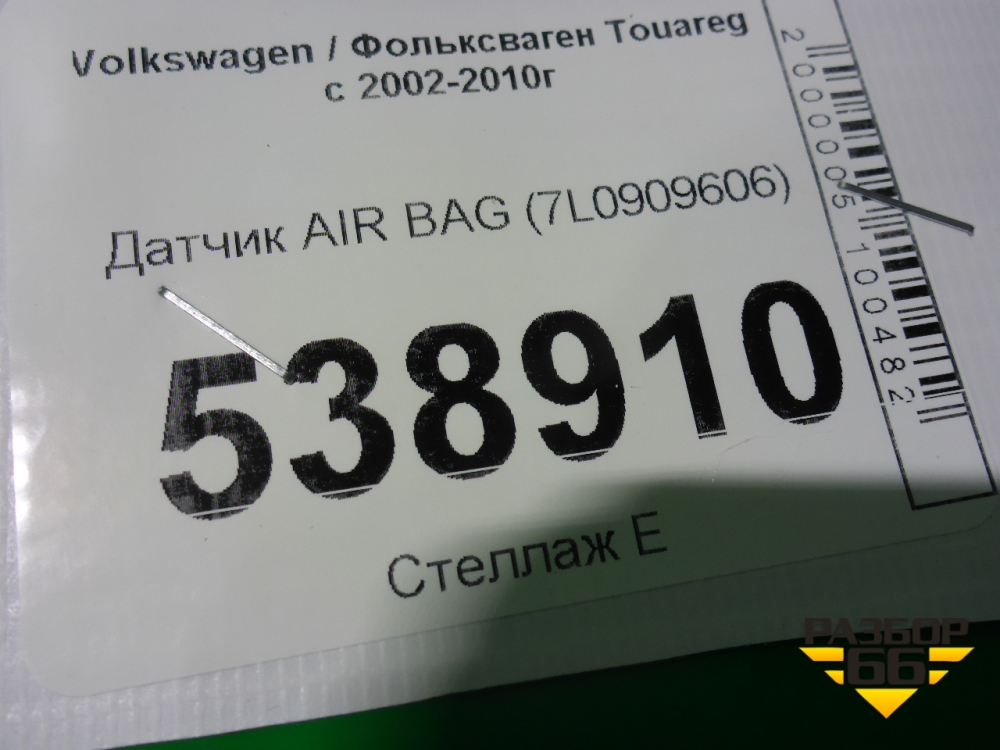 Volkswagen / Фольксваген Touareg
с 2002-2010г
Датчик AIR BAG (7L0909606)
538910
Стеллаж Е
2000005100482
РАЗБОР
66